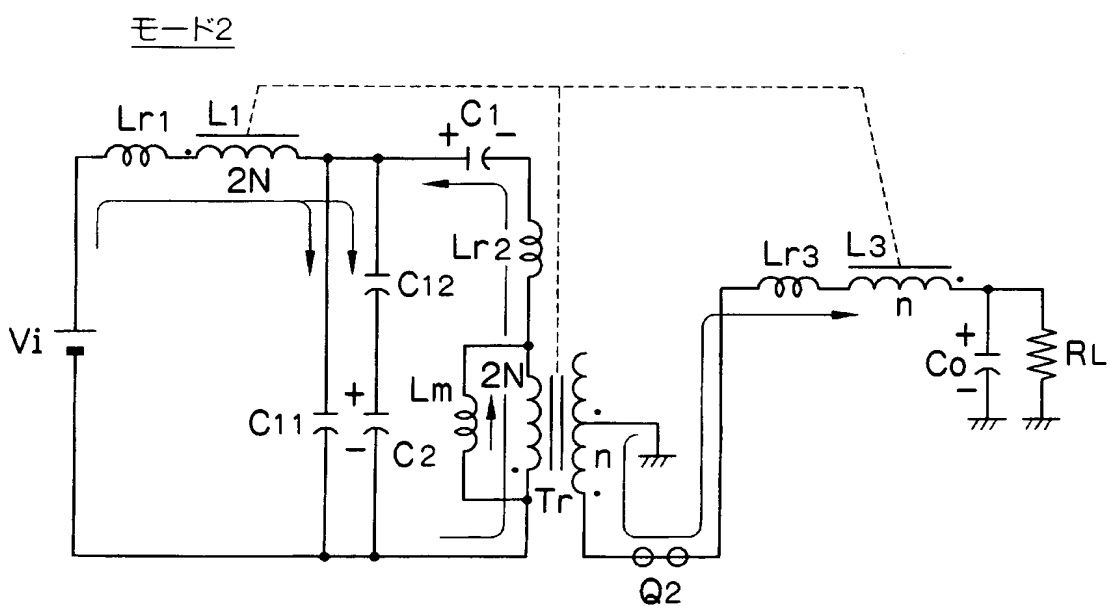 モード2
Lr1
L1
2N
+
C1
-
Lr2
C12
Lr3
L3
n
Vi
+
Co
-
RL
Lm
2N
C11
+
-
C2
n
Tr
Q2